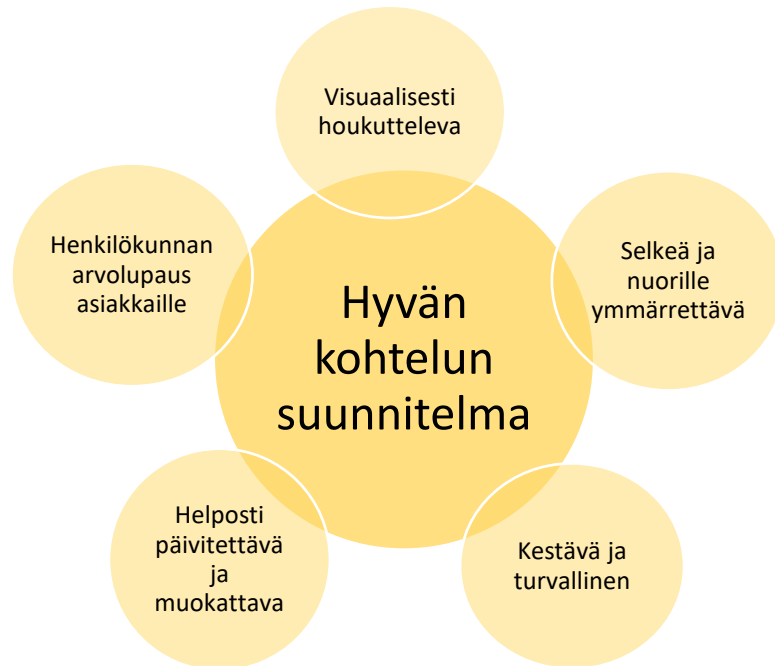 Visuaalisesti
houkutteleva
Henkilökunnan
arvolupaus
asiakkaille
Selkeä ja
nuorille
ymmärrettävä
Hyvän
kohtelun
suunnitelma
Helposti
päivitettävä
ja
muokattava
Kestävä ja
turvallinen